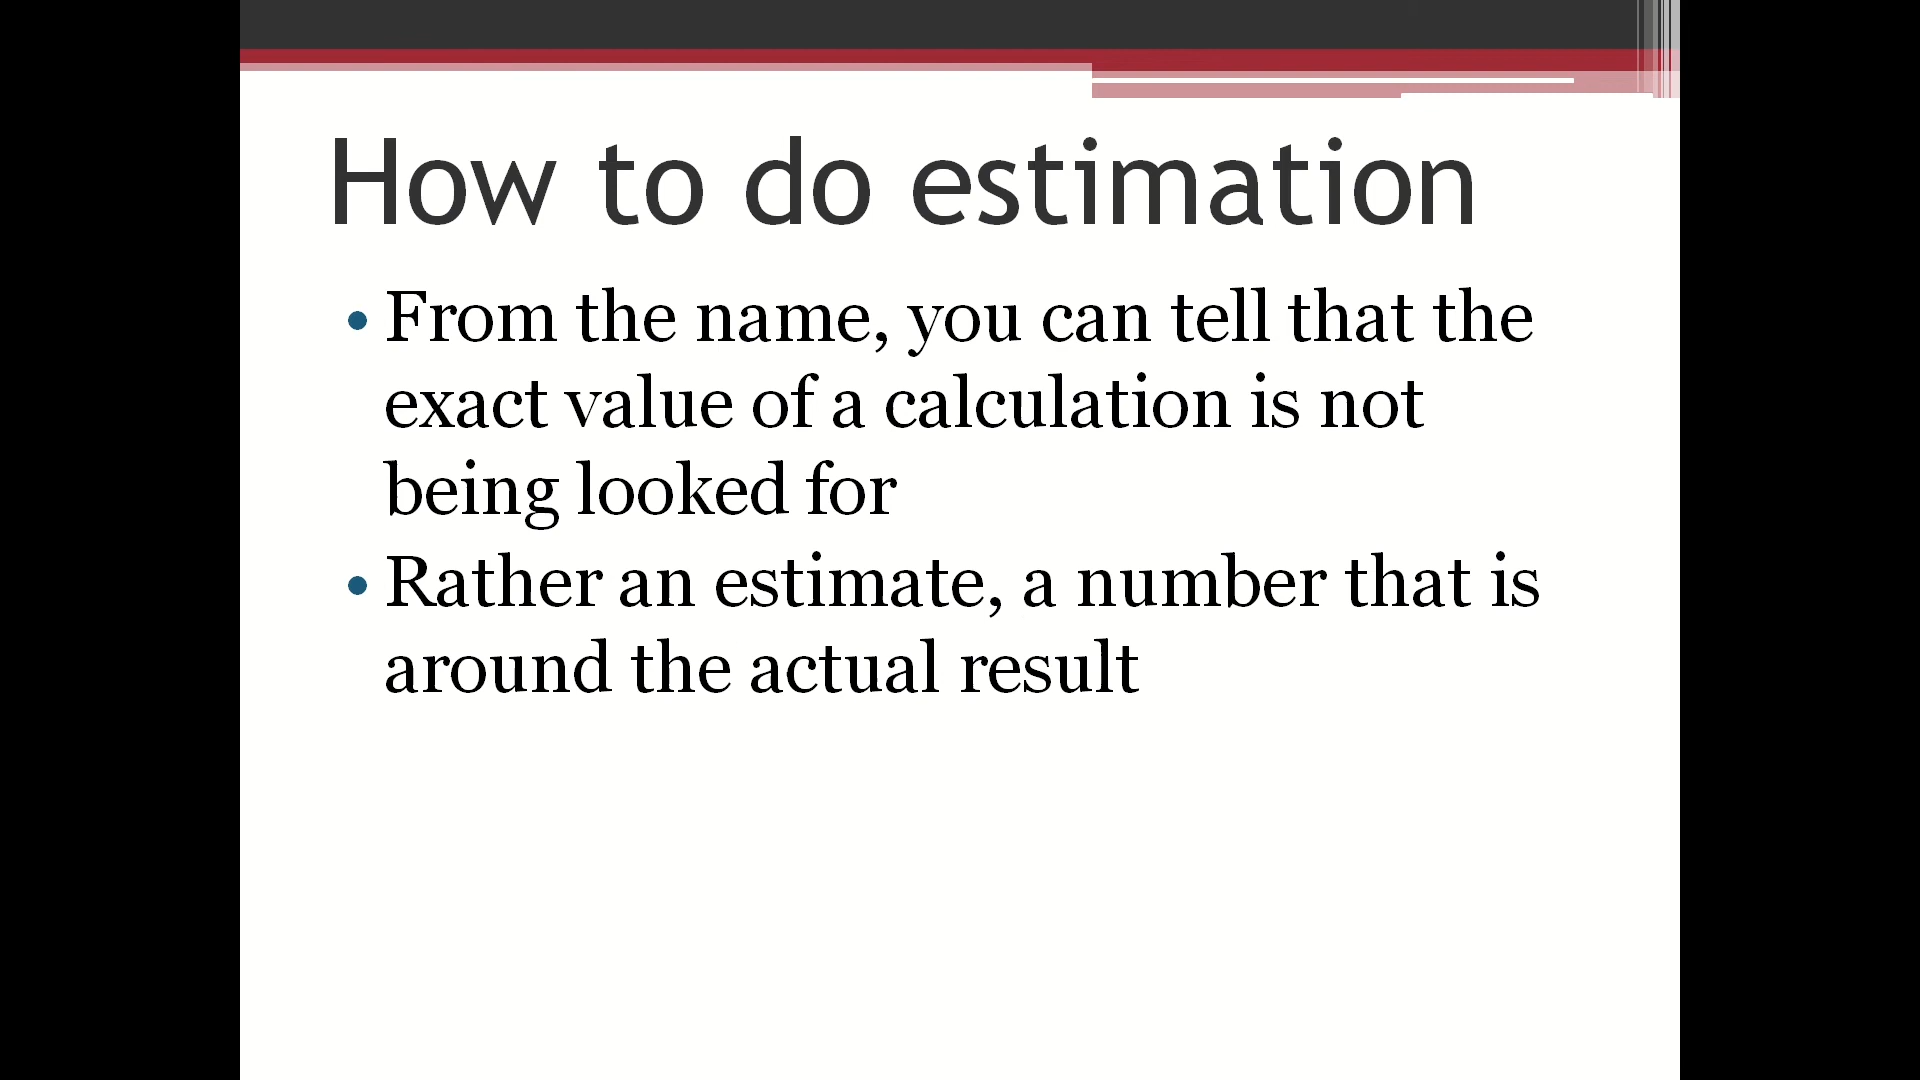 How to do estimation
• From the name, you can tell that the
exact value of a calculation is not
being looked for
• Rather an estimate, a number that is
around the actual result